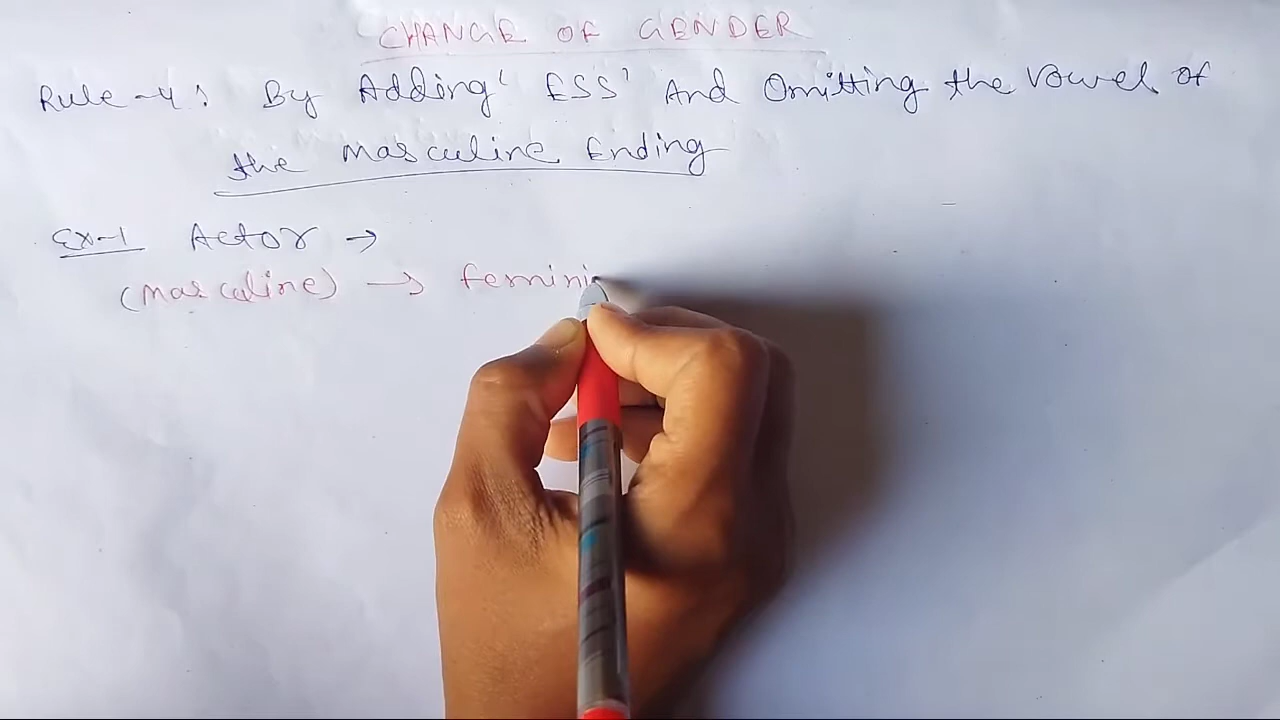 CHANGE OF GENDER
Rule-4: By Adding 'ESS' And Omitting the Vowel of
the Masculine Ending
Ex-1 Actor →
(Masculine) → femini